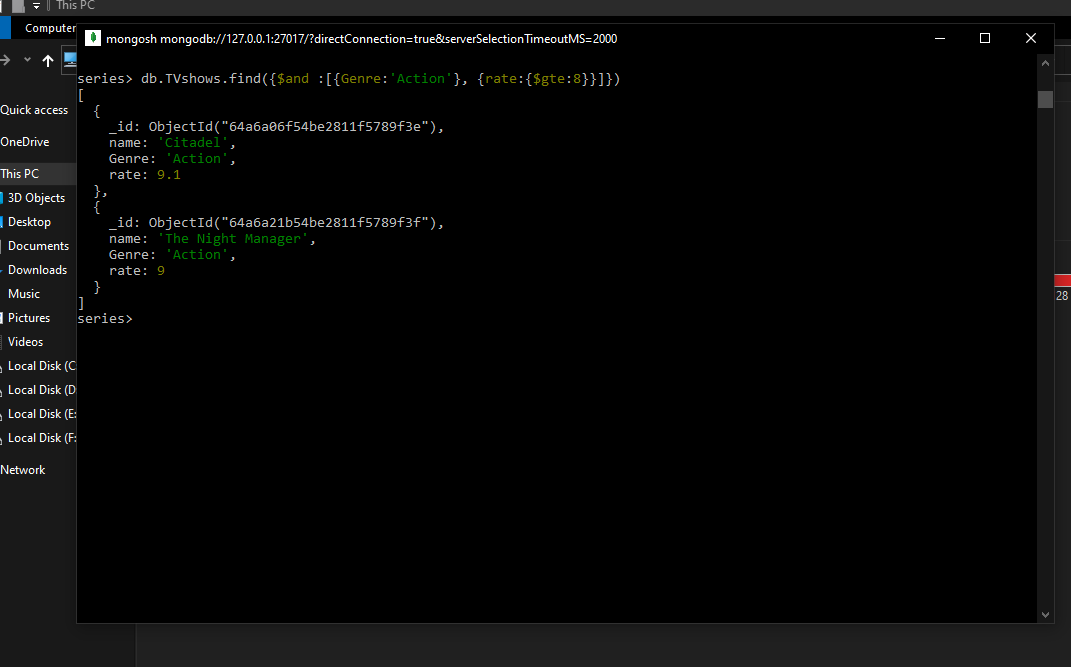 This PC
Computer
mongosh mongodb://127.0.0.1:27017/?directConnection=true&serverSelectionTimeoutMS=2000
series> db.TVshows.find({$and :[{Genre:'Action'}, {rate:{$gte:8}}]})
[
{
_id: ObjectId("64a6a06f54be2811f5789f3e"),
name: 'Citadel',
Genre: 'Action',
rate: 9.1
},
{
_id: ObjectId("64a6a21b54be2811f5789f3f"),
name: 'The Night Manager',
Genre: 'Action',
rate: 9
}
]
series>
Quick access
OneDrive
This PC
3D Objects
Desktop
Documents
Downloads
Music
Pictures
Videos
Local Disk (C:
Local Disk (D:
Local Disk (E:
Local Disk (F:
Network
28